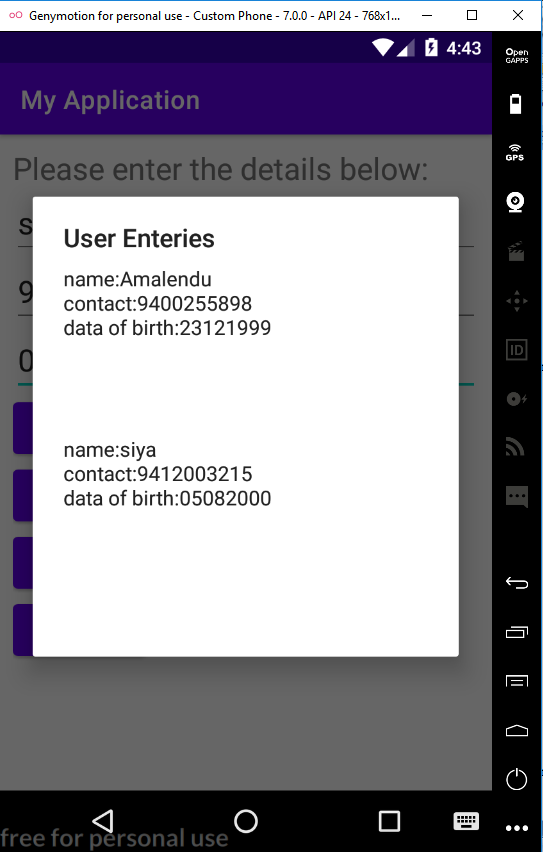 Genymotion for personal use - Custom Phone - 7.0.0 - API 24 - 768x1...
4:43
My Application
Please enter the details below:
s
9
0
User Enteries
name:Amalendu
contact:9400255898
data of birth:23121999
name:siya
contact:9412003215
data of birth:05082000
free for personal use
Open
GAPPS
GPS
ID